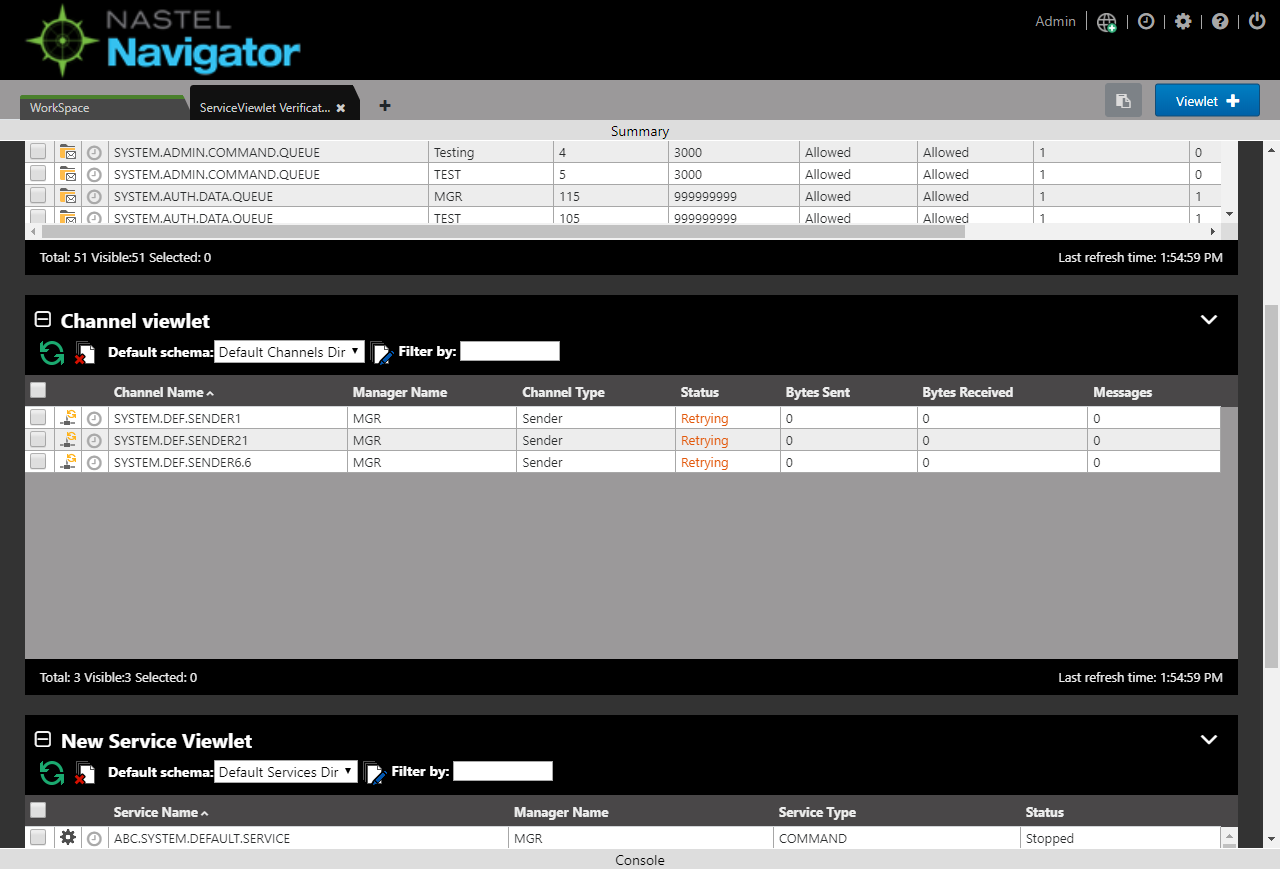 NASTEL
Navigator
Admin
WorkSpace
ServiceViewlet Verificat...
Viewlet
Summary
SYSTEM.ADMIN.COMMAND.QUEUE Testing 4 3000 Allowed Allowed 1 0
SYSTEM.ADMIN.COMMAND.QUEUE TEST 5 3000 Allowed Allowed 1 0
SYSTEM.AUTH.DATA.QUEUE MGR 115 999999999 Allowed Allowed 1 1
SYSTEM.AUTH.DATA.QUEUE TEST 105 999999999 Allowed Allowed 1 1
Total: 51 Visible:51 Selected: 0 Last refresh time: 1:54:59 PM
Channel viewlet
Default schema: Default Channels Dir Filter by:
Channel Name Manager Name Channel Type Status Bytes Sent Bytes Received Messages
SYSTEM.DEF.SENDER1 MGR Sender Retrying 0 0 0
SYSTEM.DEF.SENDER21 MGR Sender Retrying 0 0 0
SYSTEM.DEF.SENDER6.6 MGR Sender Retrying 0 0 0
Total: 3 Visible:3 Selected: 0 Last refresh time: 1:54:59 PM
New Service Viewlet
Default schema: Default Services Dir Filter by:
Service Name Manager Name Service Type Status
ABC.SYSTEM.DEFAULT.SERVICE MGR COMMAND Stopped
Console